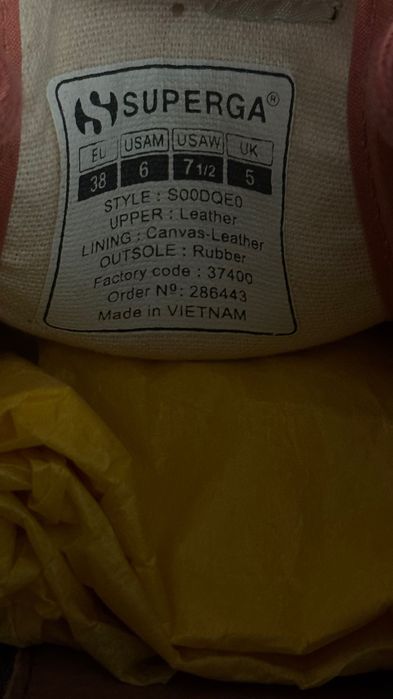 SUPERGA®
EU USAM USAW UK
38 6 7 1/2 5
STYLE : S00DQE0
UPPER : Leather
LINING : Canvas-Leather
OUTSOLE : Rubber
Factory code : 37400
Order Nº: 286443
Made in VIETNAM